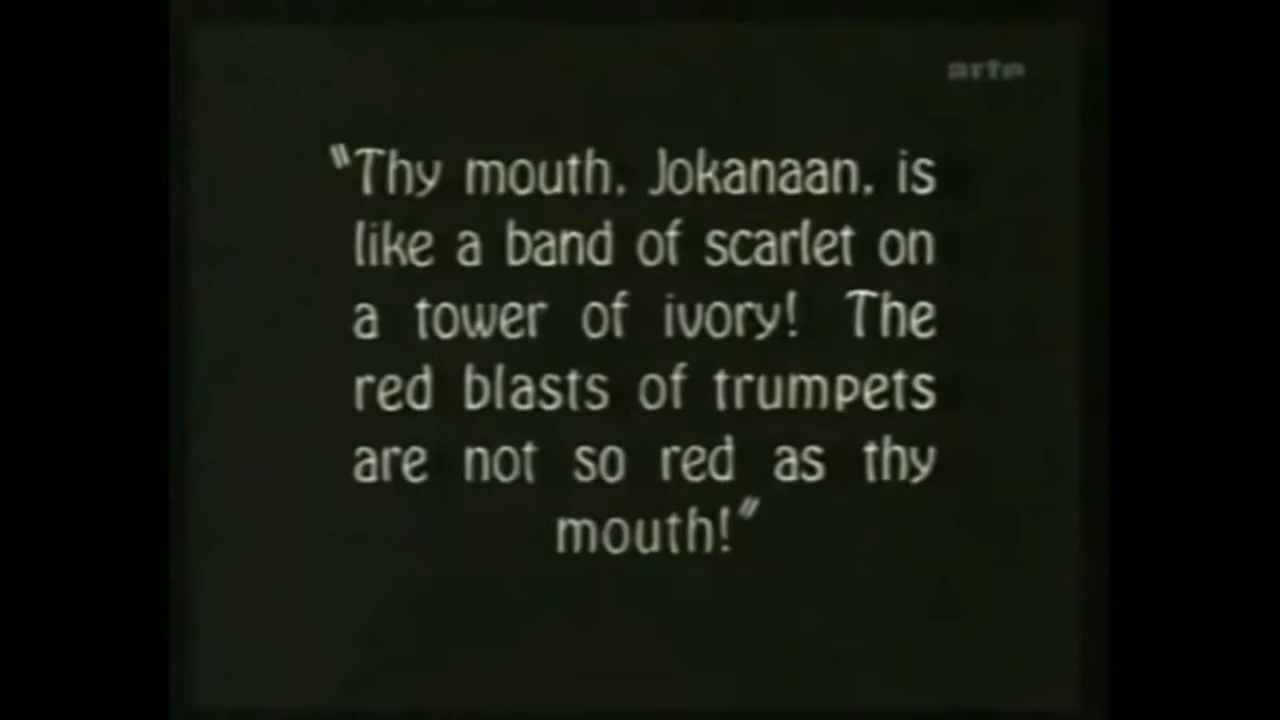 arte
"Thy mouth, Jokanaan, is
like a band of scarlet on
a tower of ivory! The
red blasts of trumpets
are not so red as thy
mouth!"